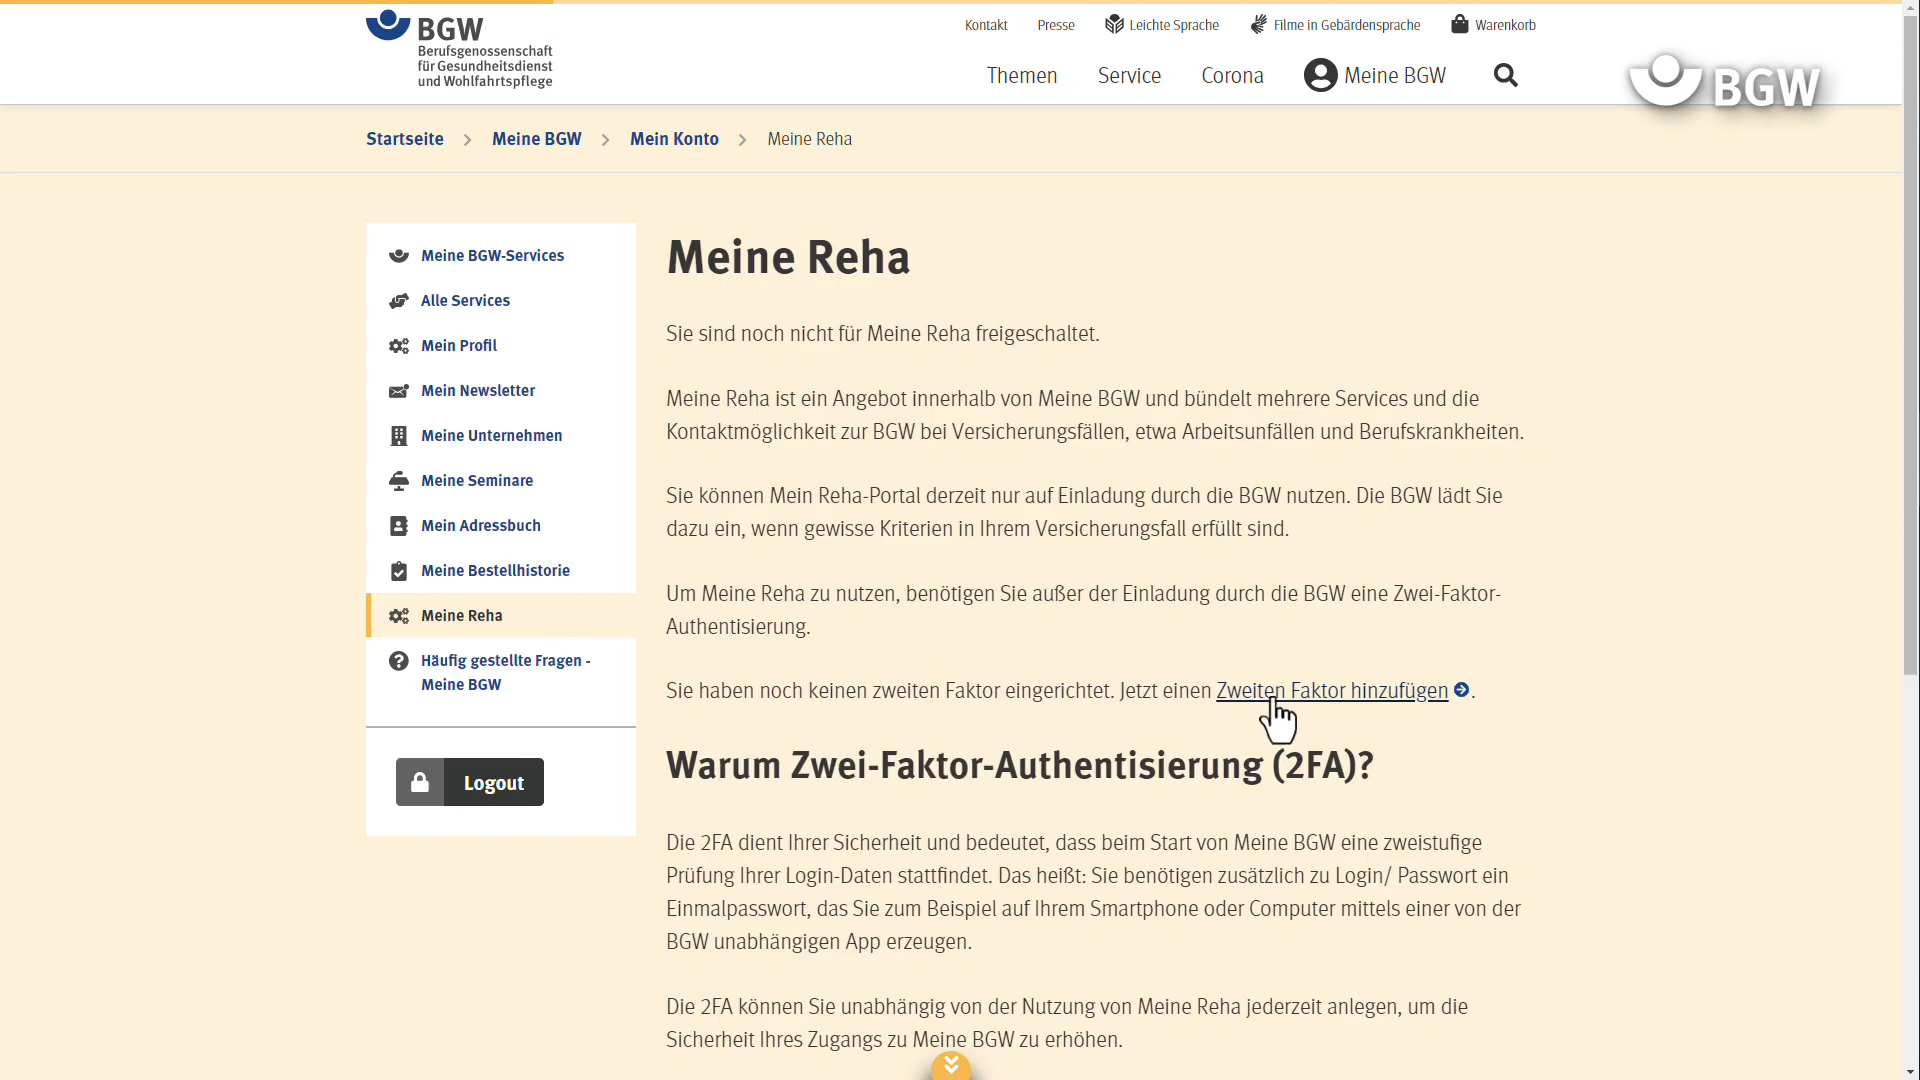 BGW
Berufsgenossenschaft
für Gesundheitsdienst
und Wohlfahrtspflege
Kontakt
Presse
Leichte Sprache
Filme in Gebärdensprache
Warenkorb
Themen
Service
Corona
Meine BGW
BGW
Startseite
Meine BGW
Mein Konto
Meine Reha
Meine BGW-Services
Alle Services
Mein Profil
Mein Newsletter
Meine Unternehmen
Meine Seminare
Mein Adressbuch
Meine Bestellhistorie
Meine Reha
Häufig gestellte Fragen -
Meine BGW
Logout
Meine Reha
Sie sind noch nicht für Meine Reha freigeschaltet.
Meine Reha ist ein Angebot innerhalb von Meine BGW und bündelt mehrere Services und die
Kontaktmöglichkeit zur BGW bei Versicherungsfällen, etwa Arbeitsunfällen und Berufskrankheiten.
Sie können Mein Reha-Portal derzeit nur auf Einladung durch die BGW nutzen. Die BGW lädt Sie
dazu ein, wenn gewisse Kriterien in Ihrem Versicherungsfall erfüllt sind.
Um Meine Reha zu nutzen, benötigen Sie außer der Einladung durch die BGW eine Zwei-Faktor-
Authentisierung.
Sie haben noch keinen zweiten Faktor eingerichtet. Jetzt einen Zweiten Faktor hinzufügen .
Warum Zwei-Faktor-Authentisierung (2FA)?
Die 2FA dient Ihrer Sicherheit und bedeutet, dass beim Start von Meine BGW eine zweistufige
Prüfung Ihrer Login-Daten stattfindet. Das heißt: Sie benötigen zusätzlich zu Login/ Passwort ein
Einmalpasswort, das Sie zum Beispiel auf Ihrem Smartphone oder Computer mittels einer von der
BGW unabhängigen App erzeugen.
Die 2FA können Sie unabhängig von der Nutzung von Meine Reha jederzeit anlegen, um die
Sicherheit Ihres Zugangs zu Meine BGW zu erhöhen.